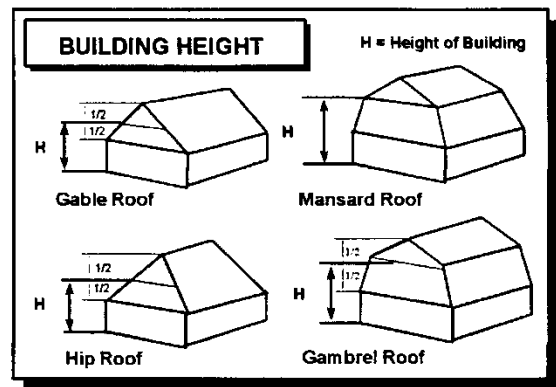 BUILDING HEIGHT
H = Height of Building
1/2
1/2
H
Gable Roof
H
Mansard Roof
1/2
1/2
H
Hip Roof
1/2
1/2
H
Gambrel Roof